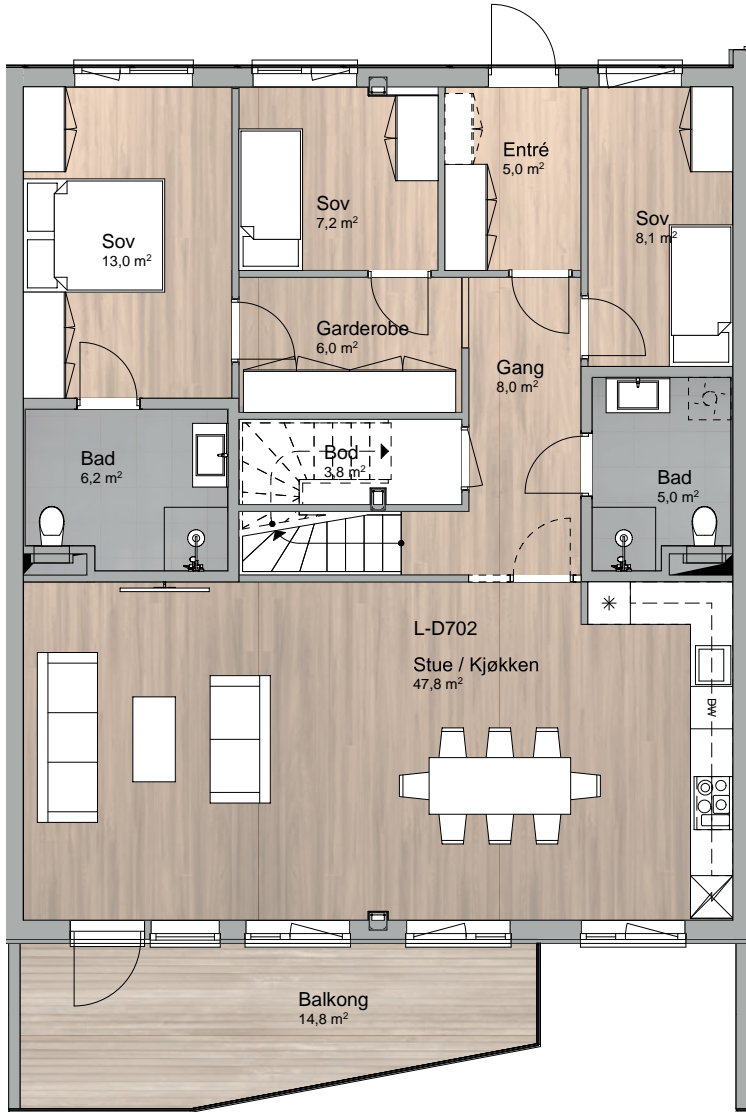 Entré
5,0 m²
Sov
7,2 m²
Sov
8,1 m²
Sov
13,0 m²
Garderobe
6,0 m²
Gang
8,0 m²
Bod
3,8 m²
Bad
6,2 m²
Bad
5,0 m²
L-D702
Stue / Kjøkken
47,8 m²
DW
Balkong
14,8 m²